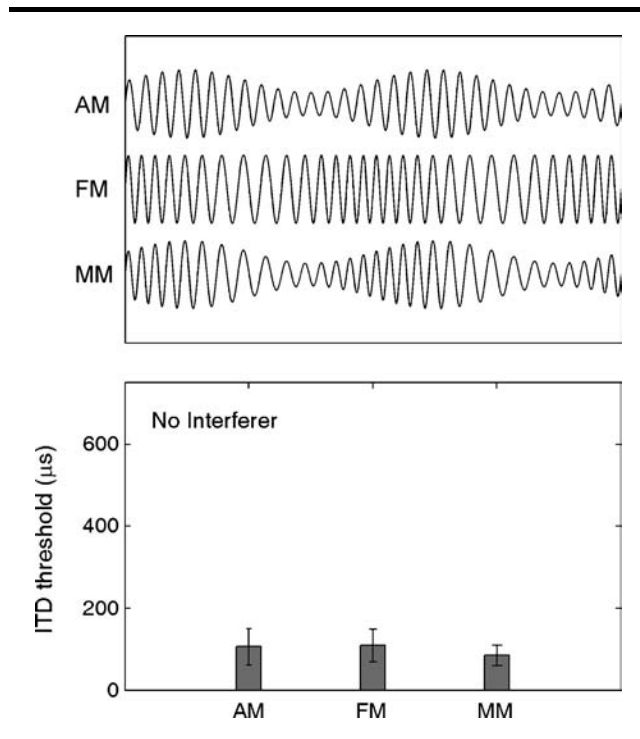 AM
FM
MM
No Interferer
ITD threshold (μs)
600
400
200
0
AM FM MM